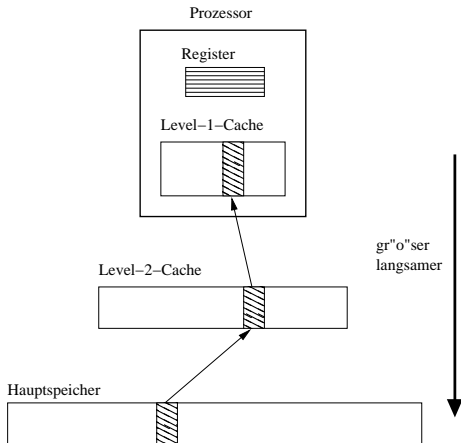 Prozessor
Register
Level−1−Cache
gr"o"ser
langsamer
Level−2−Cache
Hauptspeicher